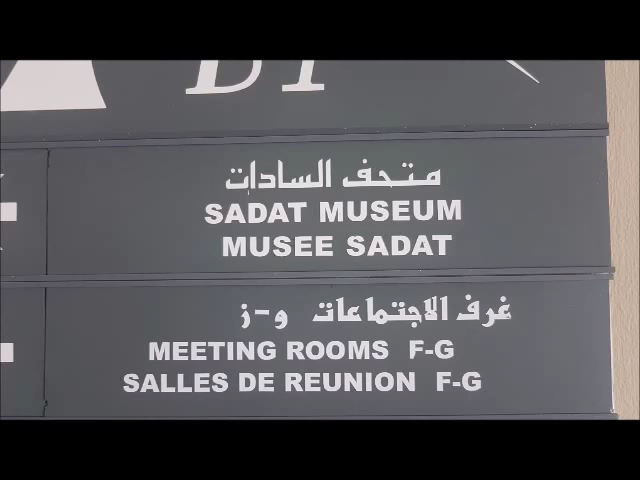 متحف السادات
SADAT MUSEUM
MUSEE SADAT
غرف الاجتماعات و-ز
MEETING ROOMS F-G
SALLES DE REUNION F-G